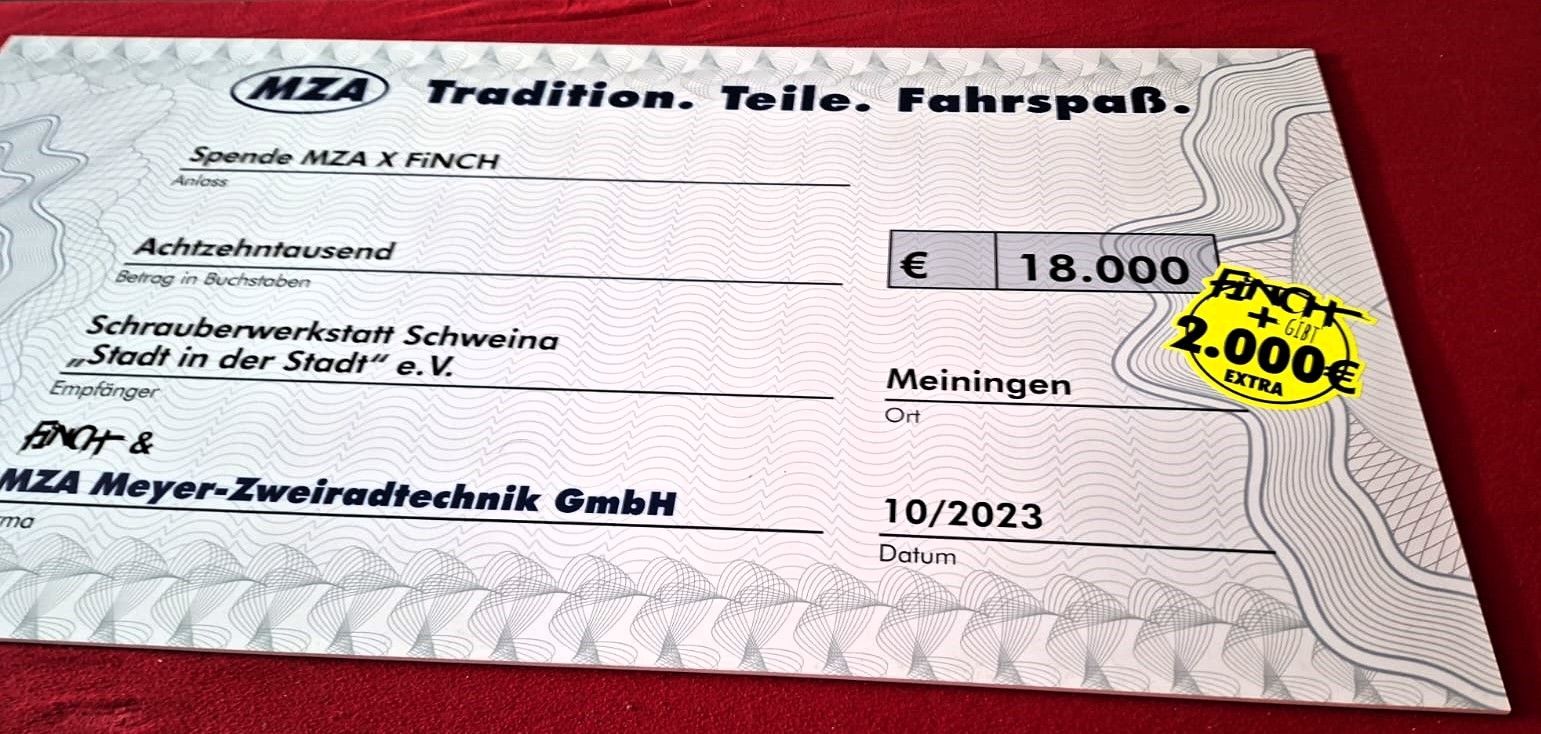 MZA Tradition. Teile. Fahrspaß.
Spende MZA X FiNCH
Anlass
Achtzehntausend
Betrag in Buchstaben
€ 18.000
FiNCH
+ GIBT
2.000€
EXTRA
Schrauberwerkstatt Schweina
„Stadt in der Stadt“ e.V.
Empfänger
Meiningen
Ort
FiNCH &
MZA Meyer-Zweiradtechnik GmbH
rma
10/2023
Datum